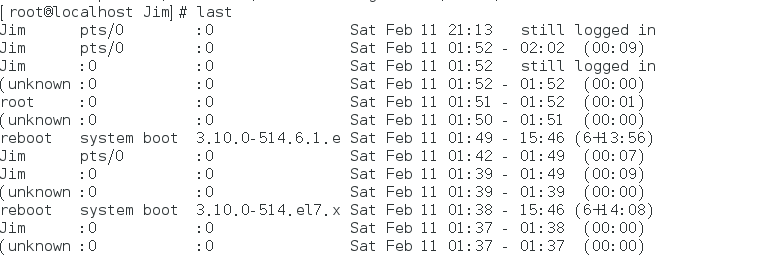 [root@localhost Jim]# last
Jim      pts/0        :0               Sat Feb 11 21:13   still logged in
Jim      pts/0        :0               Sat Feb 11 01:52 - 02:02  (00:09)
Jim      :0           :0               Sat Feb 11 01:52   still logged in
(unknown :0           :0               Sat Feb 11 01:52 - 01:52  (00:00)
root     :0           :0               Sat Feb 11 01:51 - 01:52  (00:01)
(unknown :0           :0               Sat Feb 11 01:50 - 01:51  (00:00)
reboot   system boot  3.10.0-514.6.1.e Sat Feb 11 01:49 - 15:46 (6+13:56)
Jim      pts/0        :0               Sat Feb 11 01:42 - 01:49  (00:07)
Jim      :0           :0               Sat Feb 11 01:39 - 01:49  (00:09)
(unknown :0           :0               Sat Feb 11 01:39 - 01:39  (00:00)
reboot   system boot  3.10.0-514.el7.x Sat Feb 11 01:38 - 15:46 (6+14:08)
Jim      :0           :0               Sat Feb 11 01:37 - 01:38  (00:00)
(unknown :0           :0               Sat Feb 11 01:37 - 01:37  (00:00)